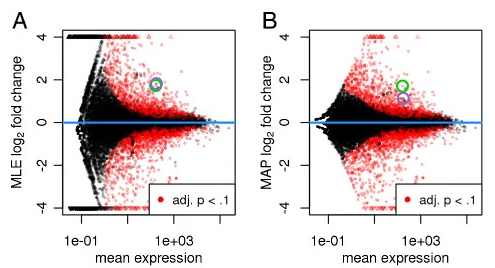 A
MLE log2 fold change
4
2
0
-2
-4
adj. p < .1
1e-01 1e+03
mean expression
B
MAP log2 fold change
4
2
0
-2
-4
adj. p < .1
1e-01 1e+03
mean expression